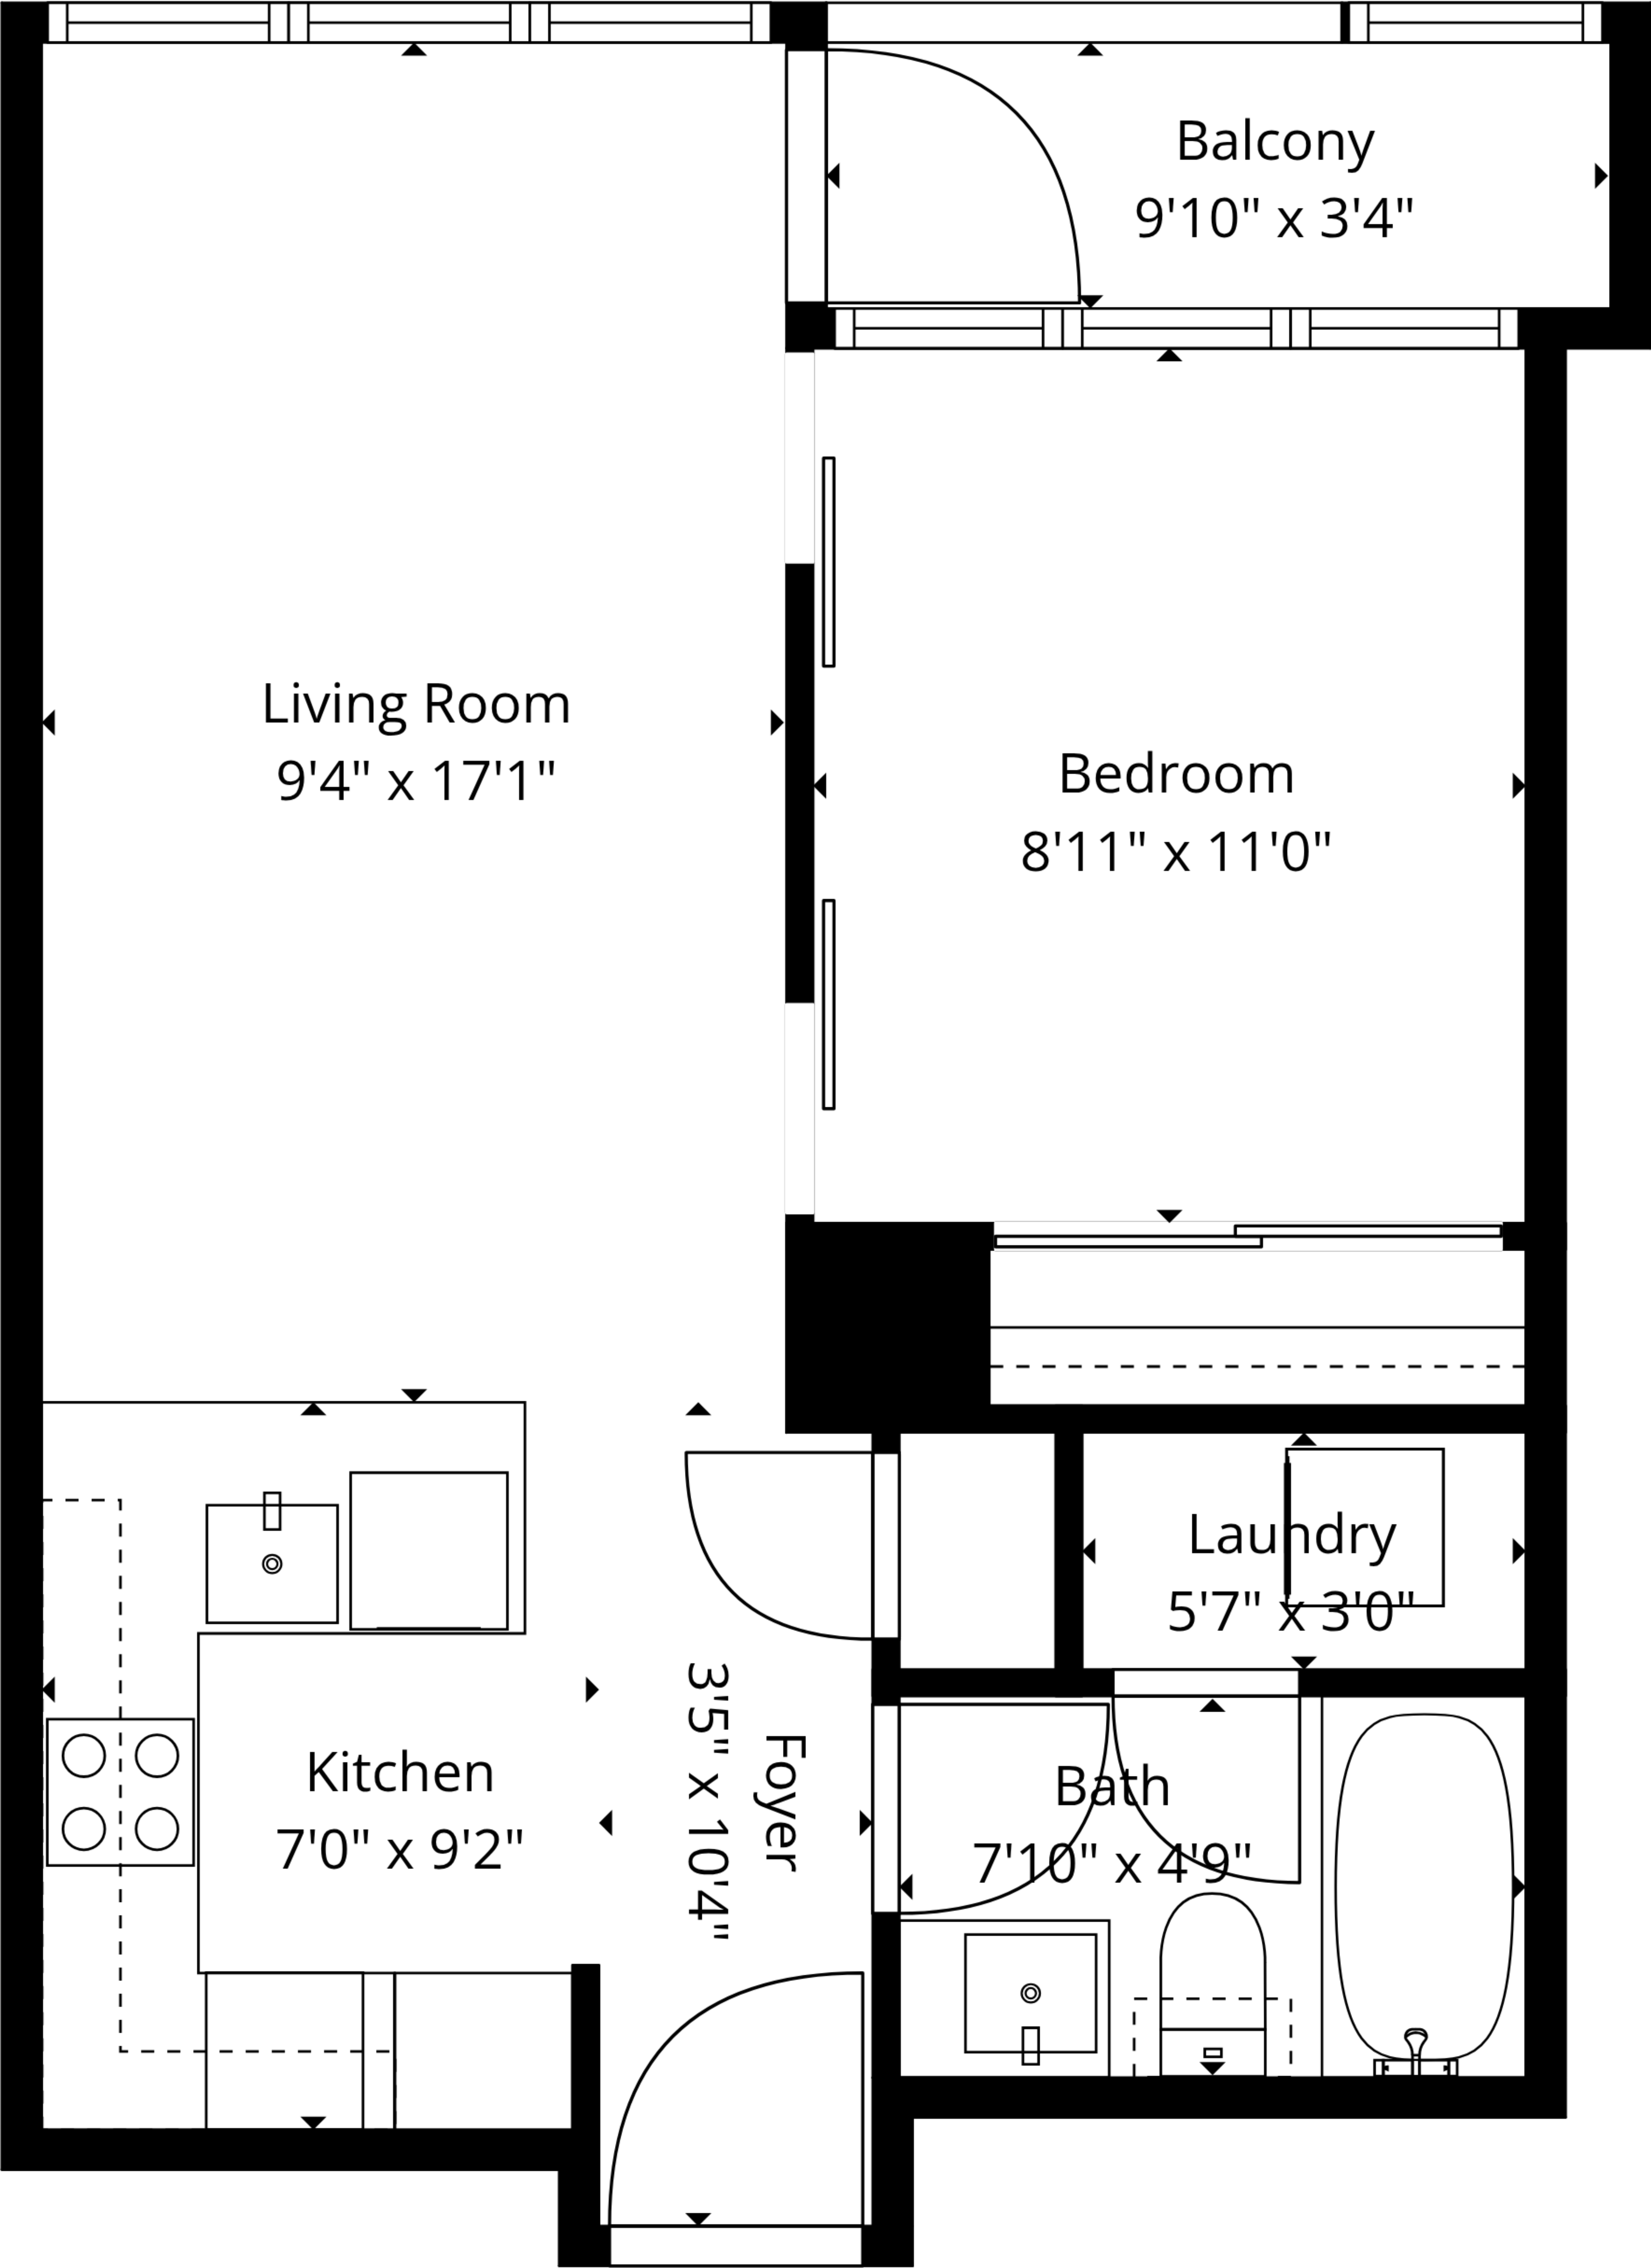 Balcony
9'10" x 3'4"
Living Room
9'4" x 17'1"
Bedroom
8'11" x 11'0"
Laundry
5'7" x 3'0"
Kitchen
7'0" x 9'2"
Foyer
3'5" x 10'4"
Bath
7'10" x 4'9"